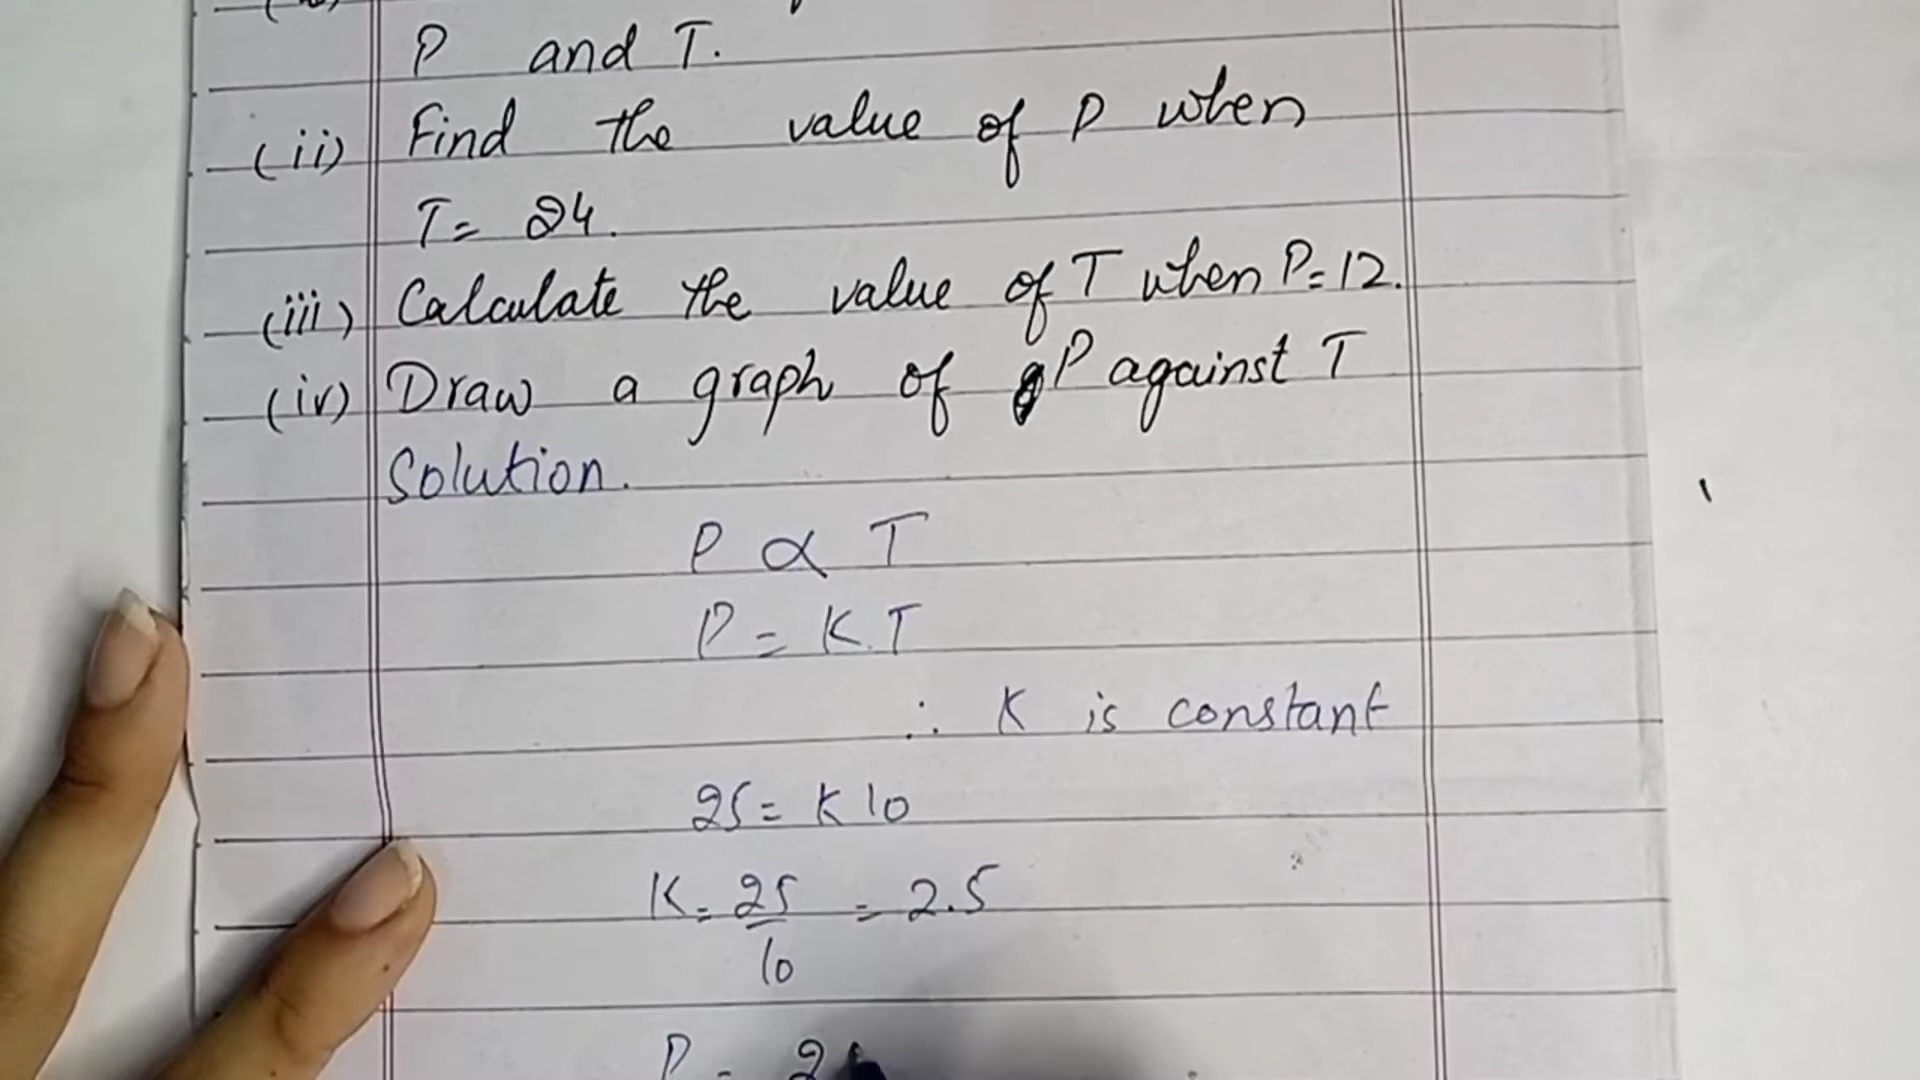 P and T.
(ii) Find the value of P when
T= 24.
(iii) Calculate the value of T when P=12.
(iv) Draw a graph of P against T
Solution.
P ∝ T
P = K.T
∴ K is constant
25 = K 10
K = 25/10 = 2.5
P = 2